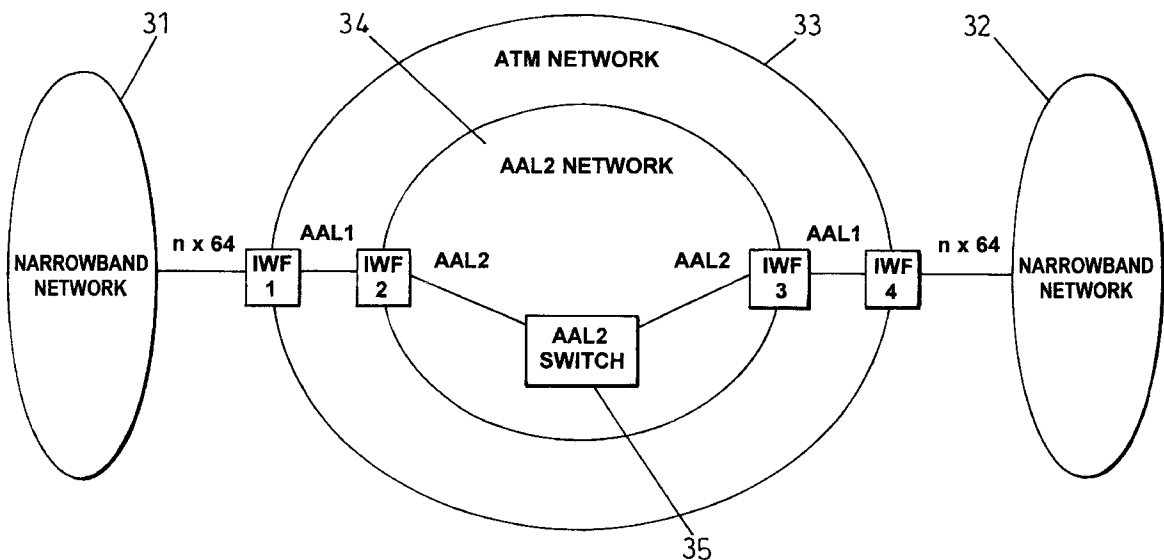 31
34
33
32
ATM NETWORK
AAL2 NETWORK
NARROWBAND
NETWORK
n x 64
IWF
1
AAL1
IWF
2
AAL2
AAL2
SWITCH
AAL2
IWF
3
AAL1
IWF
4
n x 64
NARROWBAND
NETWORK
35